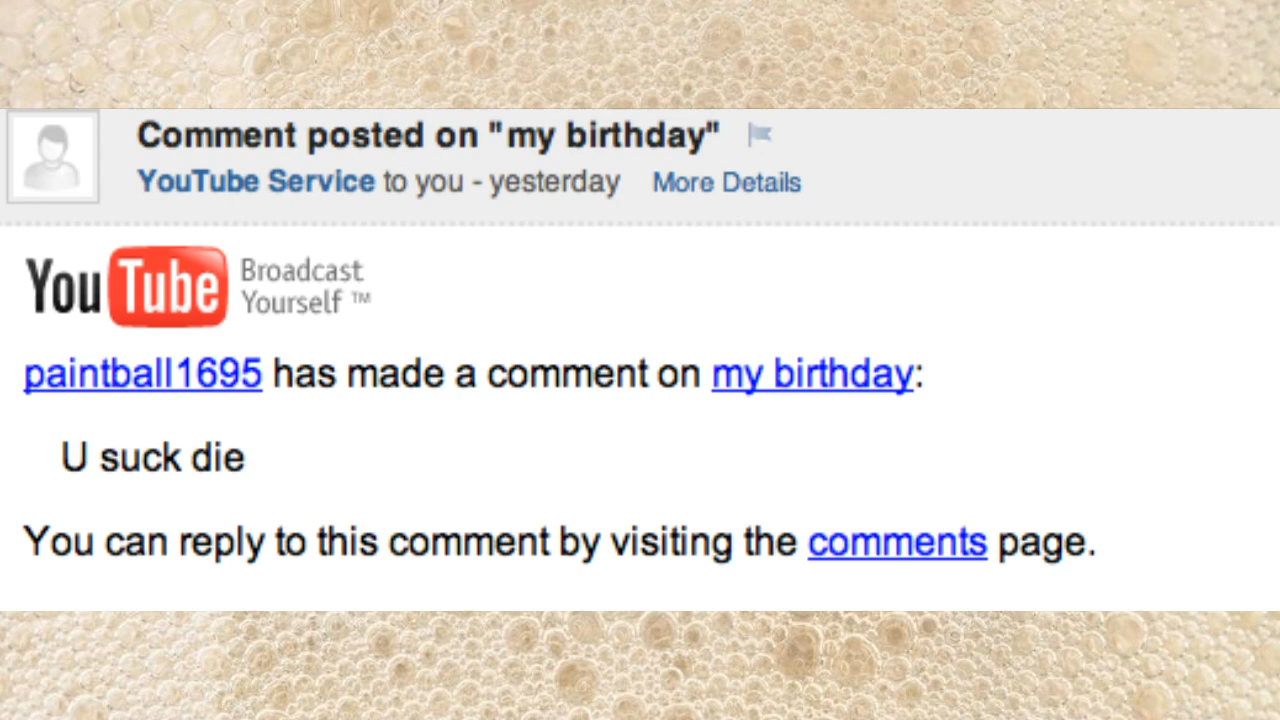 Comment posted on "my birthday"
YouTube Service to you - yesterday More Details
YouTube Broadcast
Yourself ™
paintball1695 has made a comment on my birthday:
U suck die
You can reply to this comment by visiting the comments page.